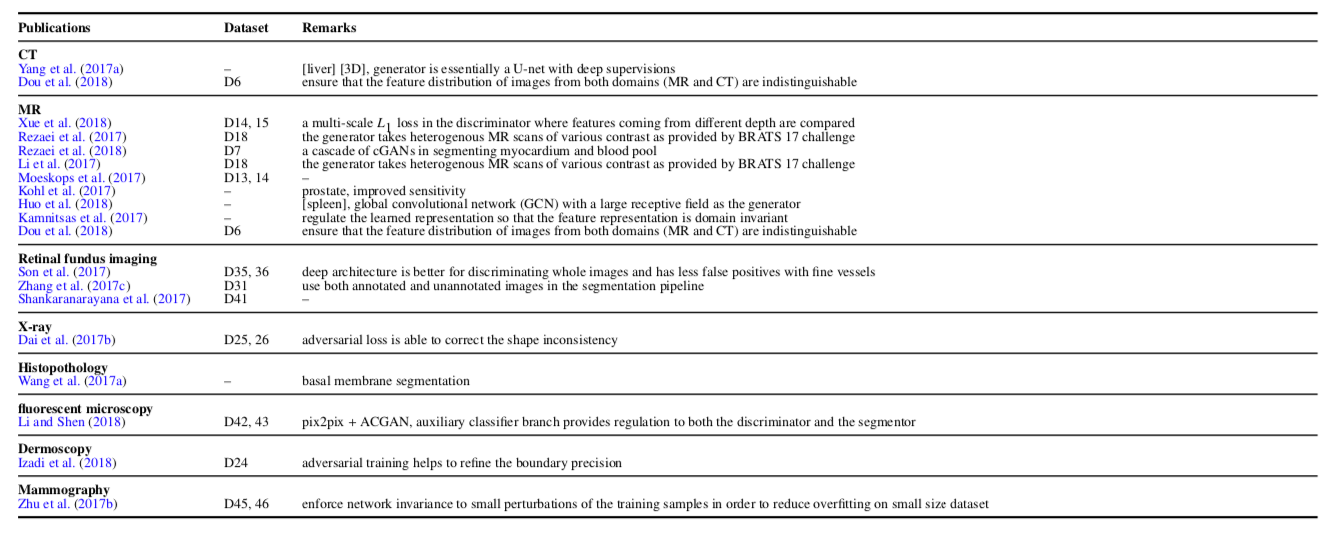 Publications Dataset Remarks
CT
Yang et al. (2017a) – [liver] [3D], generator is essentially a U-net with deep supervisions
Dou et al. (2018) D6 ensure that the feature distribution of images from both domains (MR and CT) are indistinguishable
MR
Xue et al. (2018) D14, 15 a multi-scale L1 loss in the discriminator where features coming from different depth are compared
Rezaei et al. (2017) D18 the generator takes heterogenous MR scans of various contrast as provided by BRATS 17 challenge
Rezaei et al. (2018) D7 a cascade of cGANs in segmenting myocardium and blood pool
Li et al. (2017) D18 the generator takes heterogenous MR scans of various contrast as provided by BRATS 17 challenge
Moeskops et al. (2017) D13, 14 –
Kohl et al. (2017) – prostate, improved sensitivity
Huo et al. (2018) – [spleen], global convolutional network (GCN) with a large receptive field as the generator
Kamnitsas et al. (2017) – regulate the learned representation so that the feature representation is domain invariant
Dou et al. (2018) D6 ensure that the feature distribution of images from both domains (MR and CT) are indistinguishable
Retinal fundus imaging
Son et al. (2017) D35, 36 deep architecture is better for discriminating whole images and has less false positives with fine vessels
Zhang et al. (2017c) D31 use both annotated and unannotated images in the segmentation pipeline
Shankaranarayana et al. (2017) D41 –
X-ray
Dai et al. (2017b) D25, 26 adversarial loss is able to correct the shape inconsistency
Histopothology
Wang et al. (2017a) – basal membrane segmentation
fluorescent microscopy
Li and Shen (2018) D42, 43 pix2pix + ACGAN, auxiliary classifier branch provides regulation to both the discriminator and the segmentor
Dermoscopy
Izadi et al. (2018) D24 adversarial training helps to refine the boundary precision
Mammography
Zhu et al. (2017b) D45, 46 enforce network invariance to small perturbations of the training samples in order to reduce overfitting on small size dataset